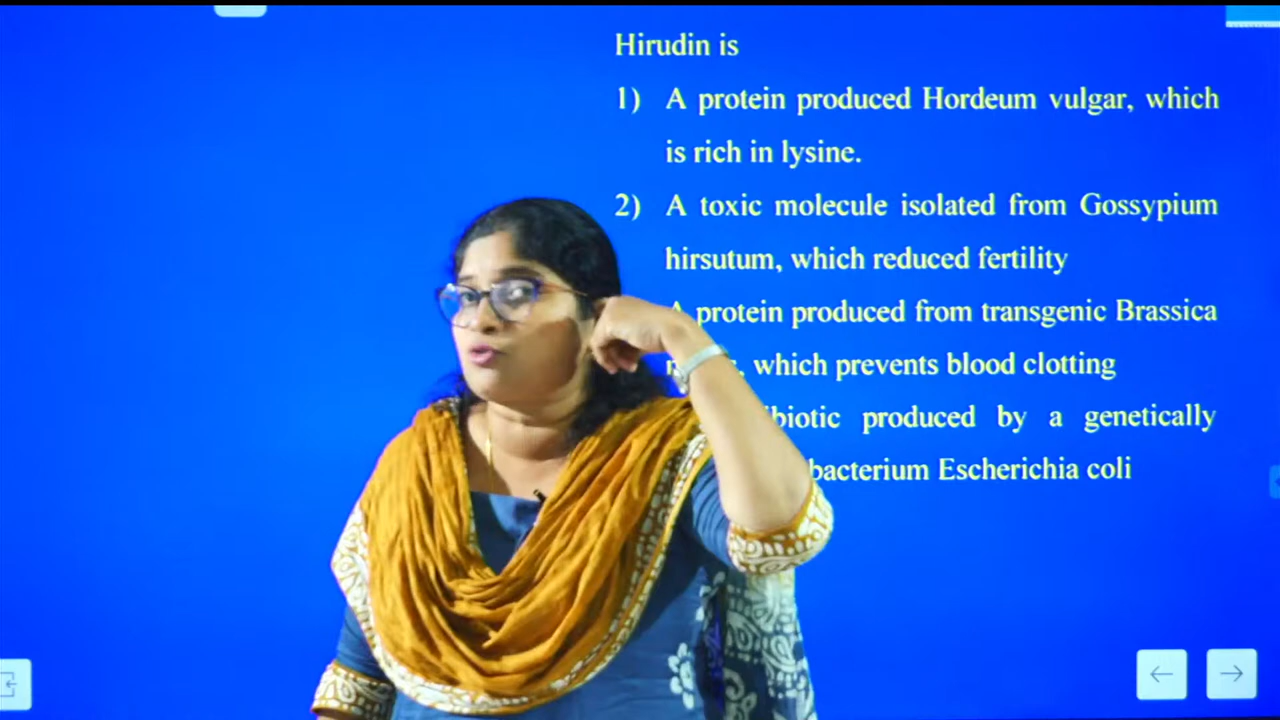 Hirudin is
1) A protein produced Hordeum vulgar, which
is rich in lysine.
2) A toxic molecule isolated from Gossypium
hirsutum, which reduced fertility
A protein produced from transgenic Brassica
which prevents blood clotting
produced by a genetically
bacterium Escherichia coli